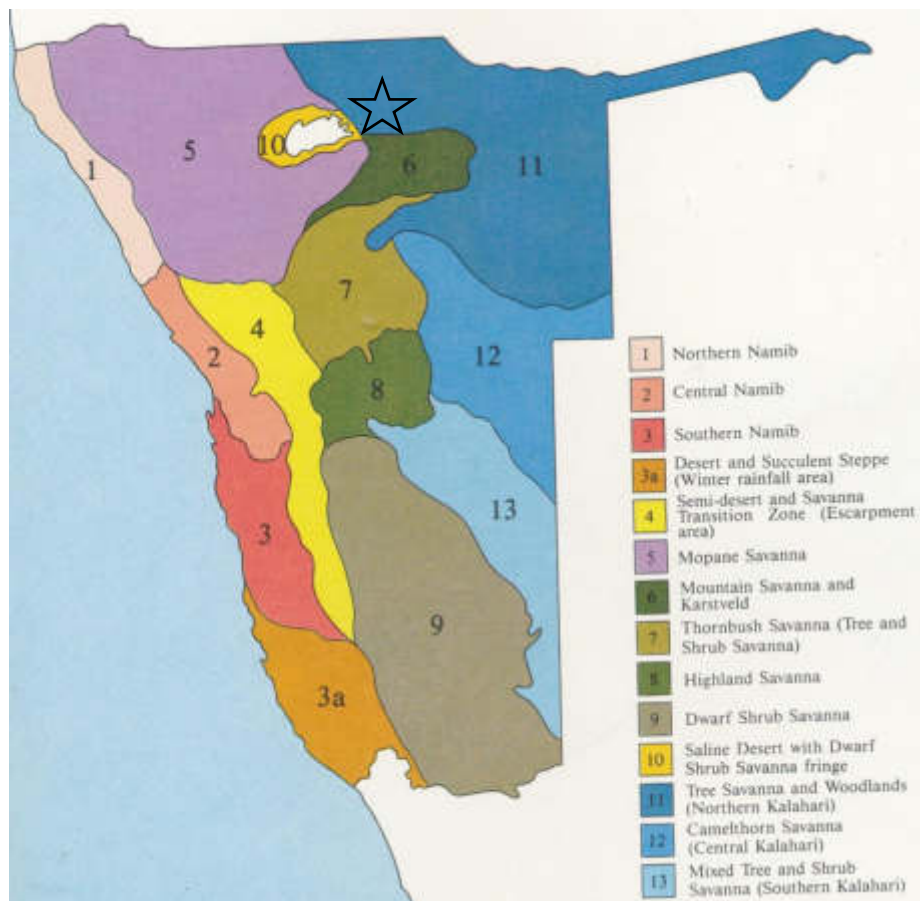 5
10
1
6
11
7
4
2
12
8
13
3
9
3a
1 Northern Namib
2 Central Namib
3 Southern Namib
3a Desert and Succulent Steppe
(Winter rainfall area)
4 Semi-desert and Savanna
Transition Zone (Escarpment
area)
5 Mopane Savanna
6 Mountain Savanna and
Karstveld
7 Thornbush Savanna (Tree and
Shrub Savanna)
8 Highland Savanna
9 Dwarf Shrub Savanna
10 Saline Desert with Dwarf
Shrub Savanna fringe
11 Tree Savanna and Woodlands
(Northern Kalahari)
12 Camelthorn Savanna
(Central Kalahari)
13 Mixed Tree and Shrub
Savanna (Southern Kalahari)